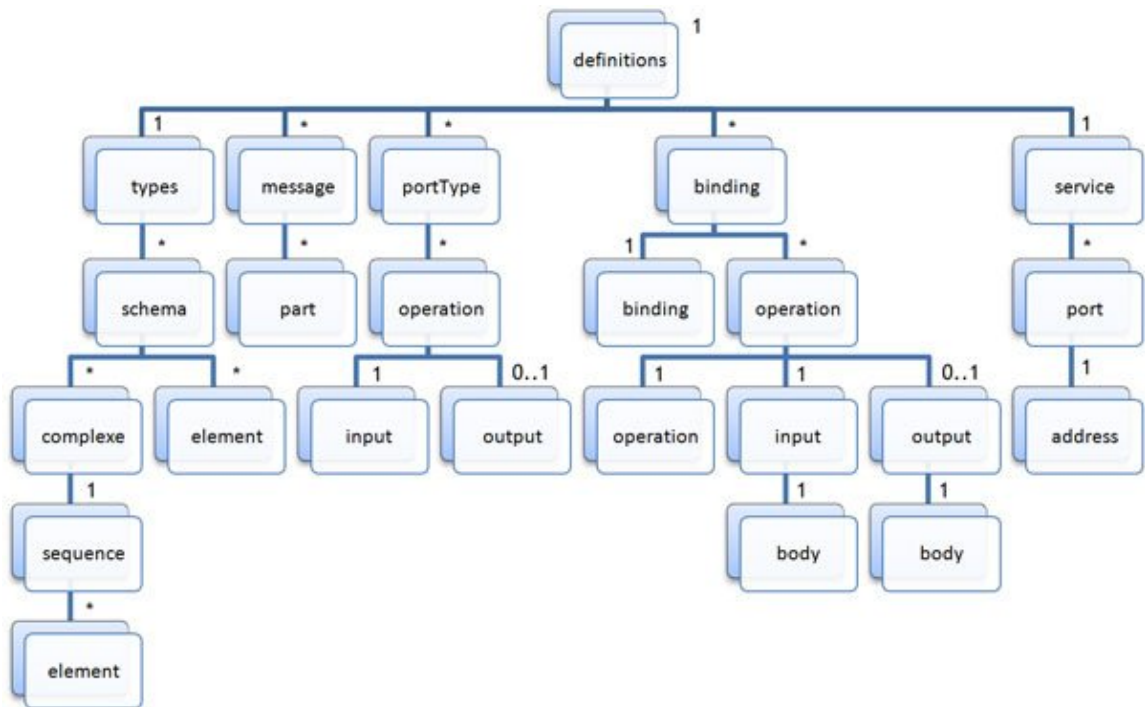 1
definitions
1 * * * 1
types message portType binding service
* * * 1 * *
schema part operation binding operation port
* * 1 0..1 1 1 0..1 1
complexe element input output operation input output address
1 1 1
sequence body body
*
element